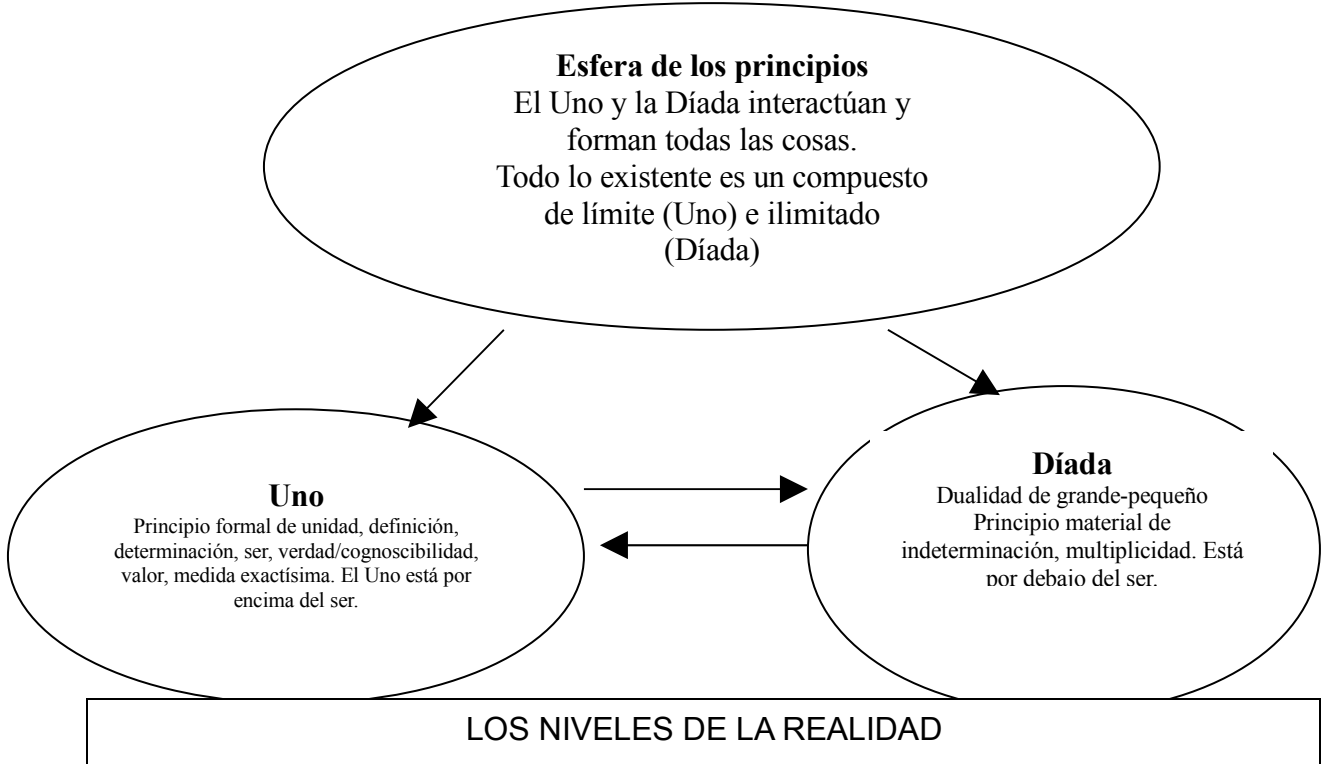 Esfera de los principios
El Uno y la Díada interactúan y
forman todas las cosas.
Todo lo existente es un compuesto
de límite (Uno) e ilimitado
(Díada)
Uno
Principio formal de unidad, definición,
determinación, ser, verdad/cognoscibilidad,
valor, medida exactísima. El Uno está por
encima del ser.
Díada
Dualidad de grande-pequeño
Principio material de
indeterminación, multiplicidad. Está
por debajo del ser.
LOS NIVELES DE LA REALIDAD